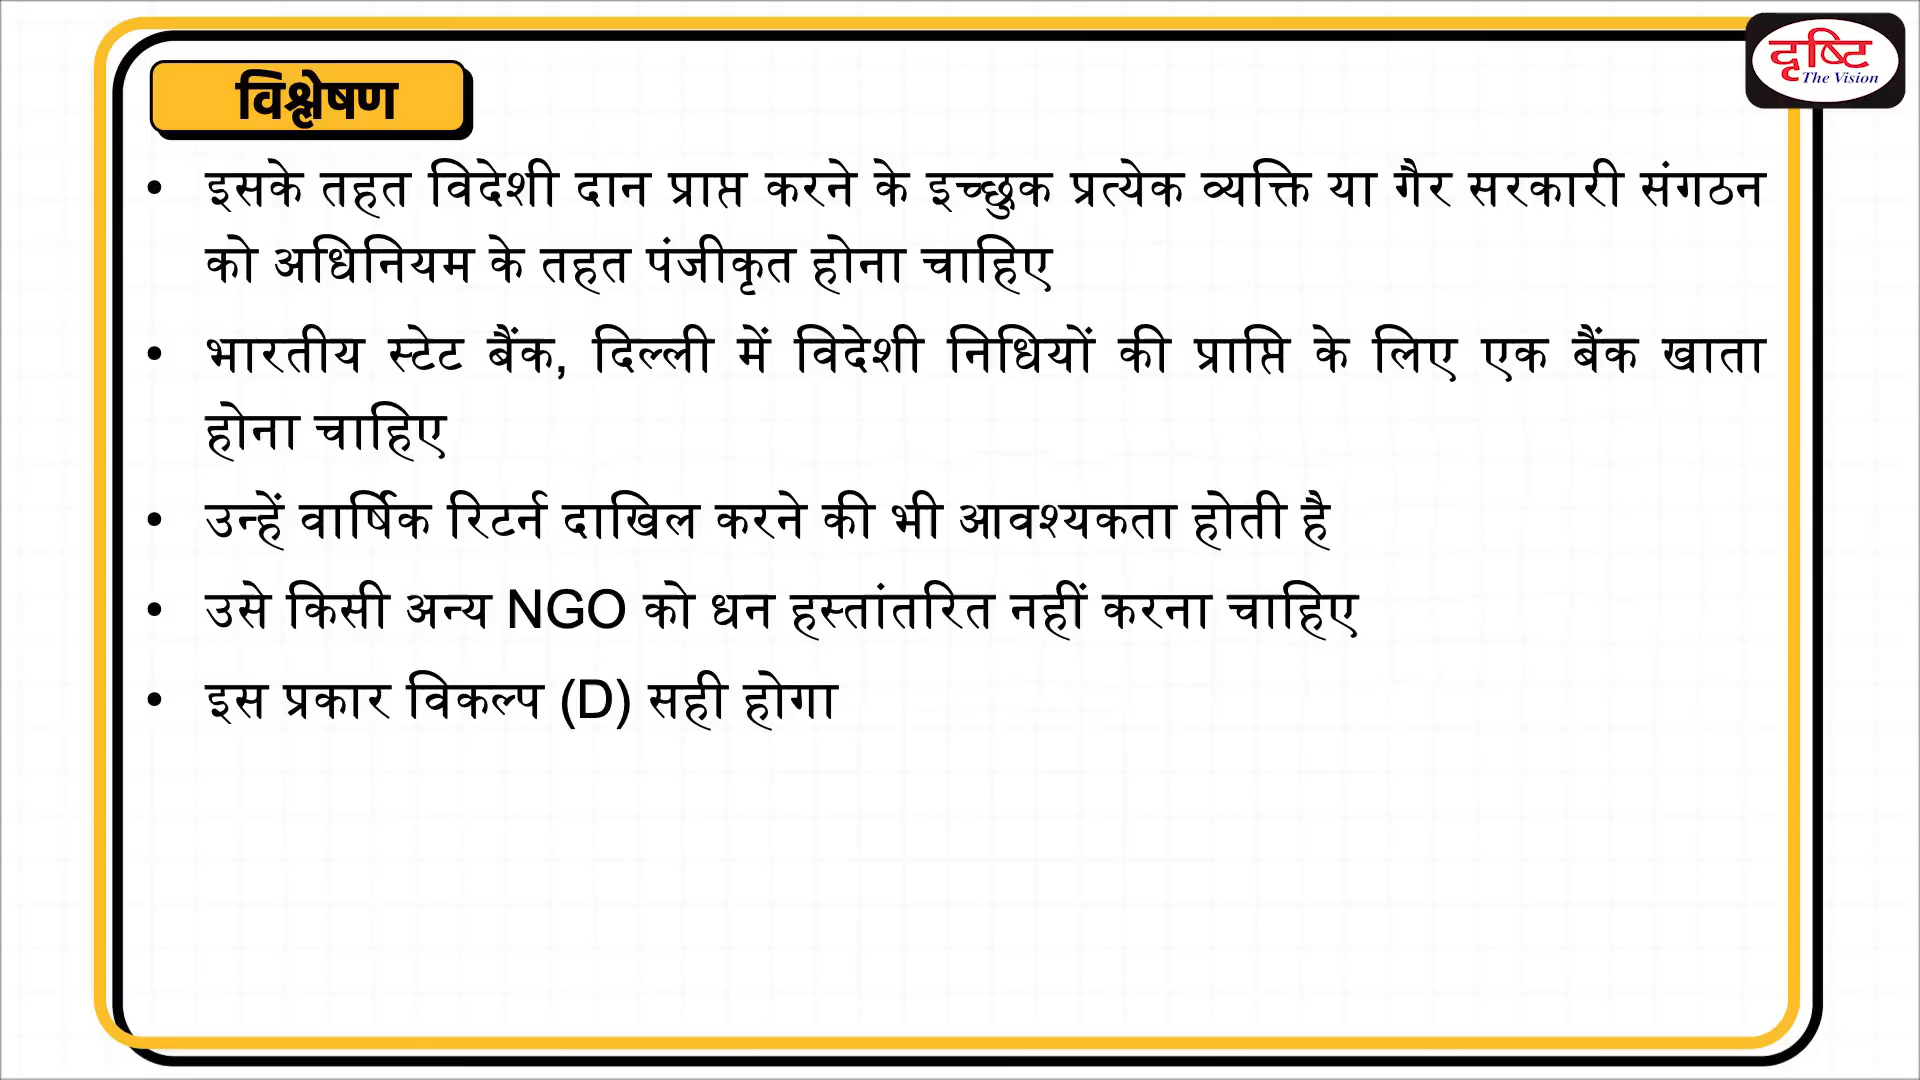 दृष्टि
The Vision
विश्लेषण
• इसके तहत विदेशी दान प्राप्त करने के इच्छुक प्रत्येक व्यक्ति या गैर सरकारी संगठन
को अधिनियम के तहत पंजीकृत होना चाहिए
• भारतीय स्टेट बैंक, दिल्ली में विदेशी निधियों की प्राप्ति के लिए एक बैंक खाता
होना चाहिए
• उन्हें वार्षिक रिटर्न दाखिल करने की भी आवश्यकता होती है
• उसे किसी अन्य NGO को धन हस्तांतरित नहीं करना चाहिए
• इस प्रकार विकल्प (D) सही होगा